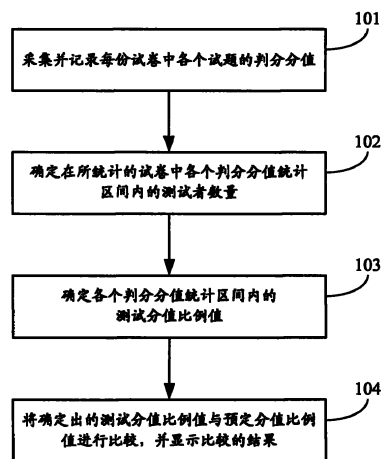 101
采集并记录每份试卷中各个试题的判分分值
102
确定在所统计的试卷中各个判分分值统计
区间内的测试者数量
103
确定各个判分分值统计区间内的
测试分值比例值
104
将确定出的测试分值比例值与预定分值比例
值进行比较，并显示比较的结果